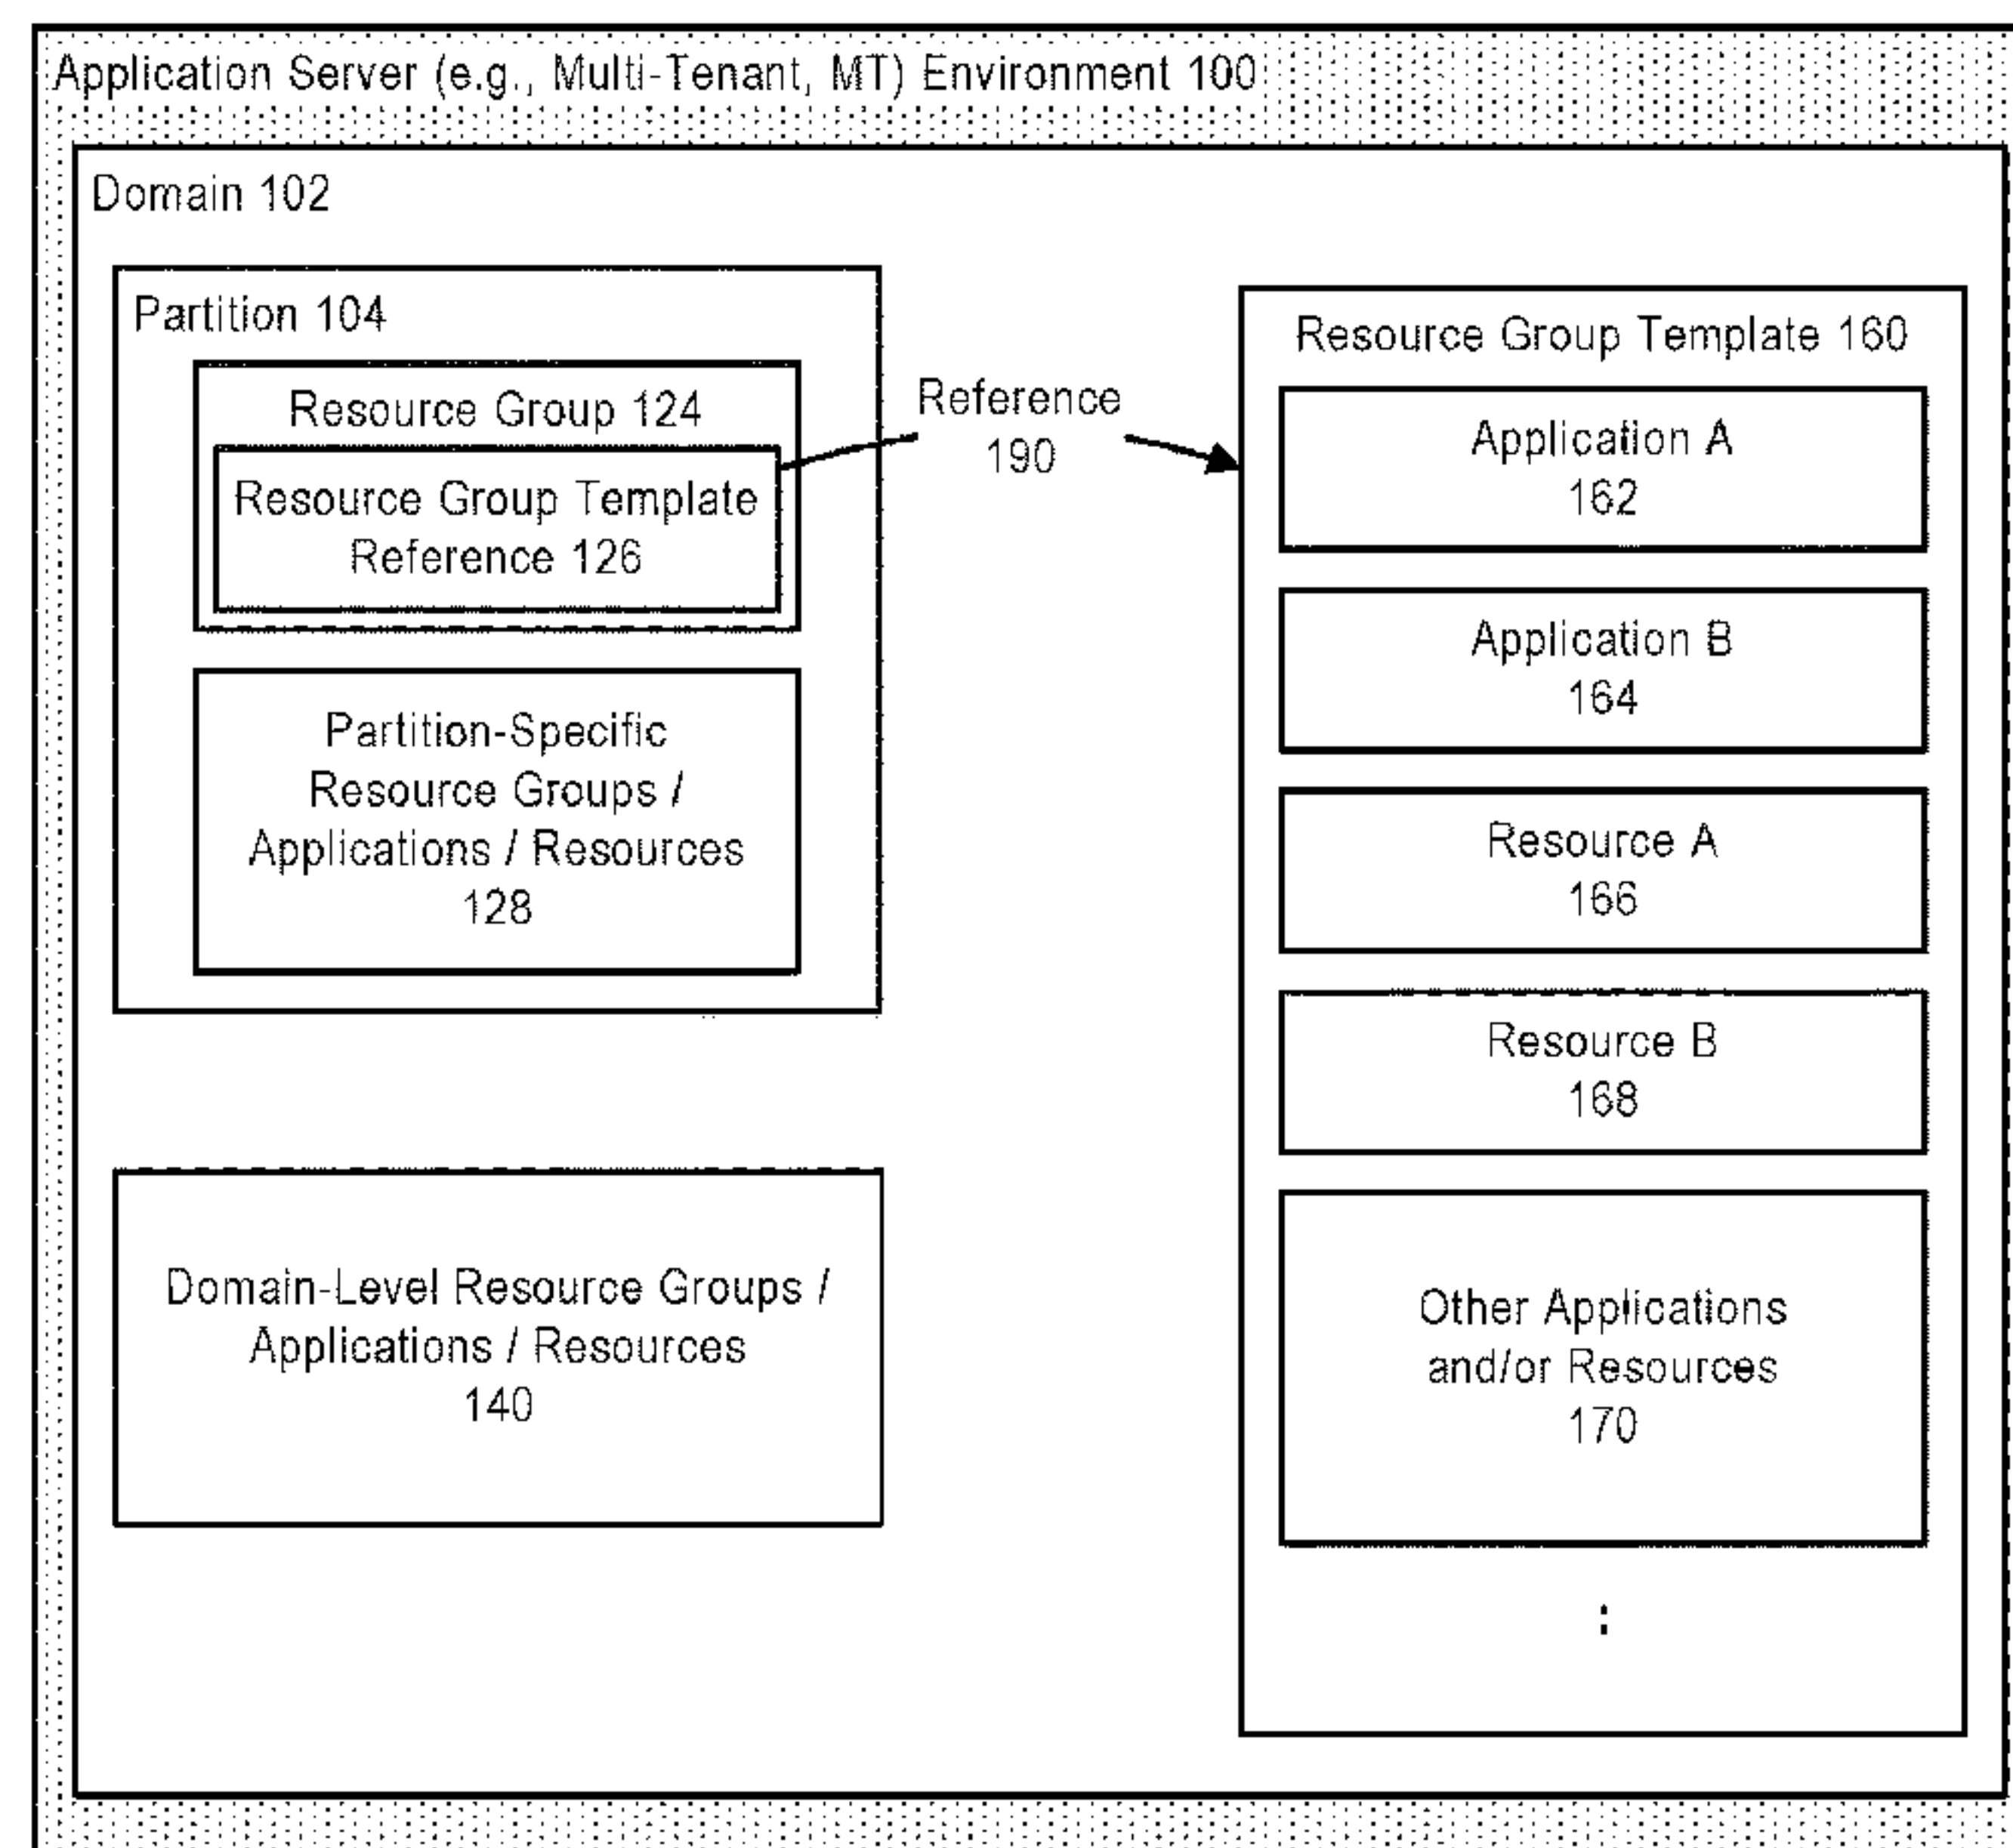 Application Server (e.g., Multi-Tenant, MT) Environment 100
Domain 102
Partition 104
Resource Group 124
Resource Group Template
Reference 126
Partition-Specific
Resource Groups /
Applications / Resources
128
Domain-Level Resource Groups /
Applications / Resources
140
Reference
190
Resource Group Template 160
Application A
162
Application B
164
Resource A
166
Resource B
168
Other Applications
and/or Resources
170
: